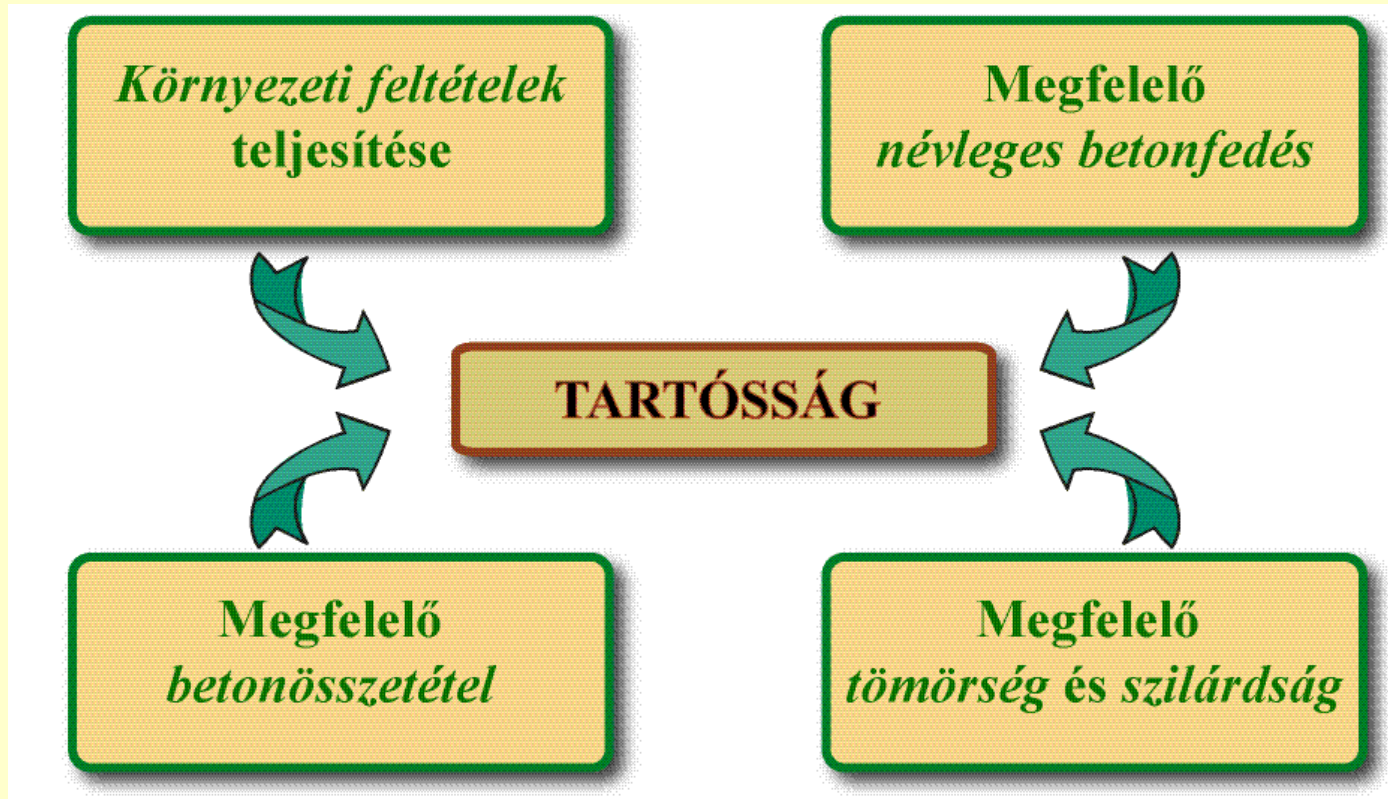 Környezeti feltételek
teljesítése
Megfelelő
névleges betonfedés
TARTÓSSÁG
Megfelelő
betonösszetétel
Megfelelő
tömörség és szilárdság